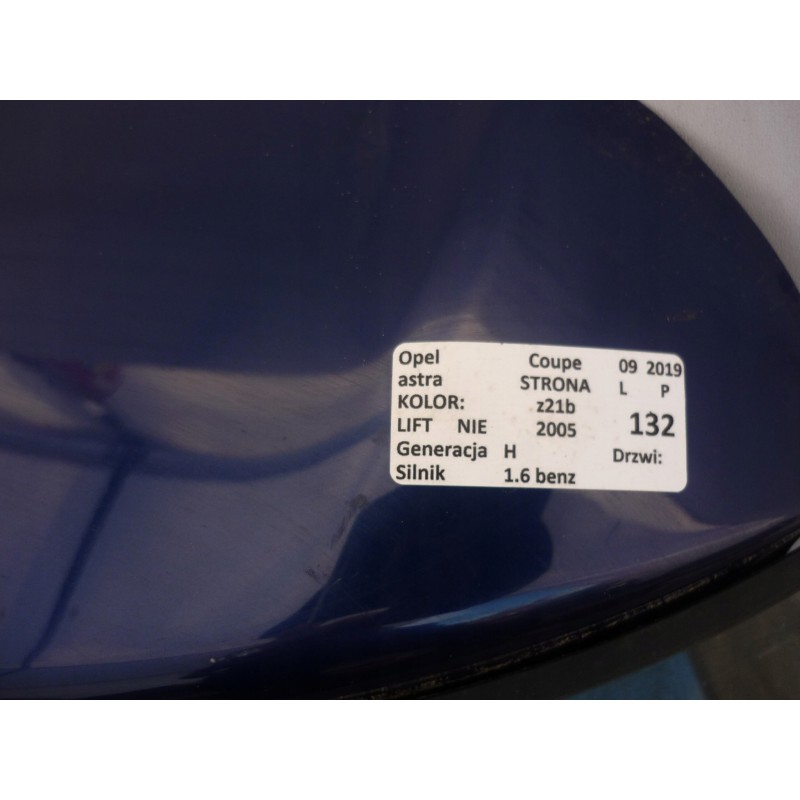 Opel Coupe 09 2019
astra STRONA L P
KOLOR: z21b
LIFT NIE 2005 132
Generacja H Drzwi:
Silnik 1.6 benz